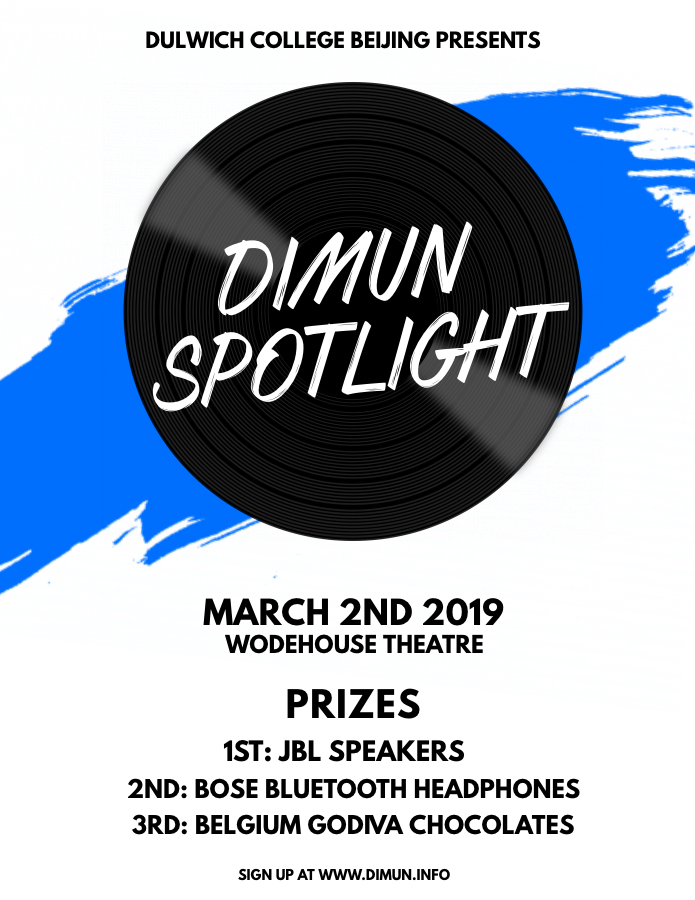 DULWICH COLLEGE BEIJING PRESENTS
DIMUN
SPOTLIGHT
MARCH 2ND 2019
WODEHOUSE THEATRE
PRIZES
1ST: JBL SPEAKERS
2ND: BOSE BLUETOOTH HEADPHONES
3RD: BELGIUM GODIVA CHOCOLATES
SIGN UP AT WWW.DIMUN.INFO